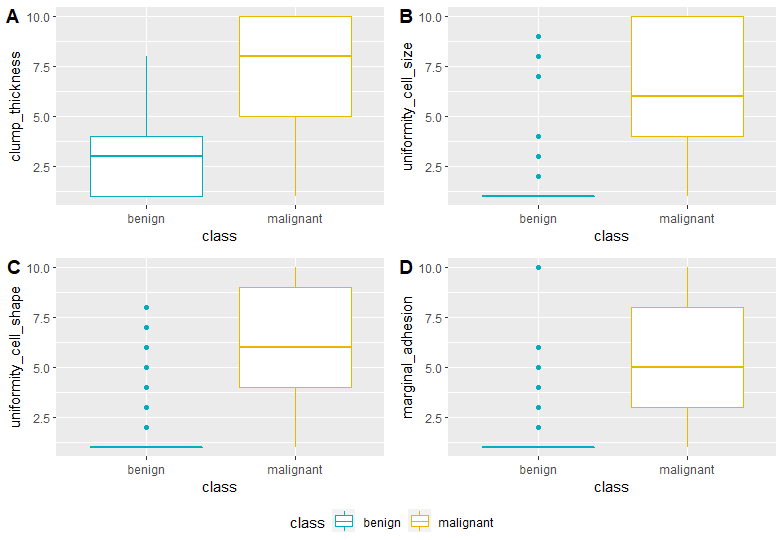 A
clump_thickness
10.0
7.5
5.0
2.5
benign malignant
class
B
uniformity_cell_size
10.0
7.5
5.0
2.5
benign malignant
class
C
uniformity_cell_shape
10.0
7.5
5.0
2.5
benign malignant
class
D
marginal_adhesion
10.0
7.5
5.0
2.5
benign malignant
class
class benign malignant